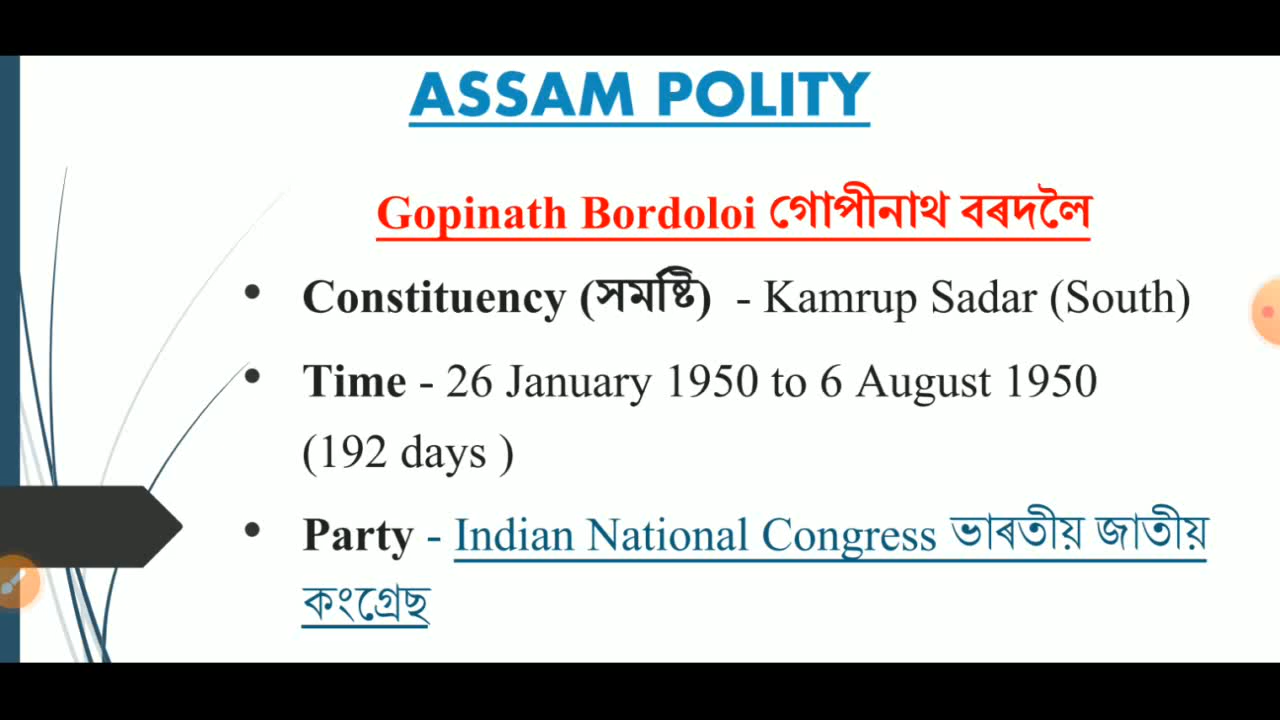 ASSAM POLITY
Gopinath Bordoloi গোপীনাথ বৰদলৈ
• Constituency (সমষ্টি) - Kamrup Sadar (South)
• Time - 26 January 1950 to 6 August 1950
(192 days )
• Party - Indian National Congress ভাৰতীয় জাতীয়
কংগ্ৰেছ